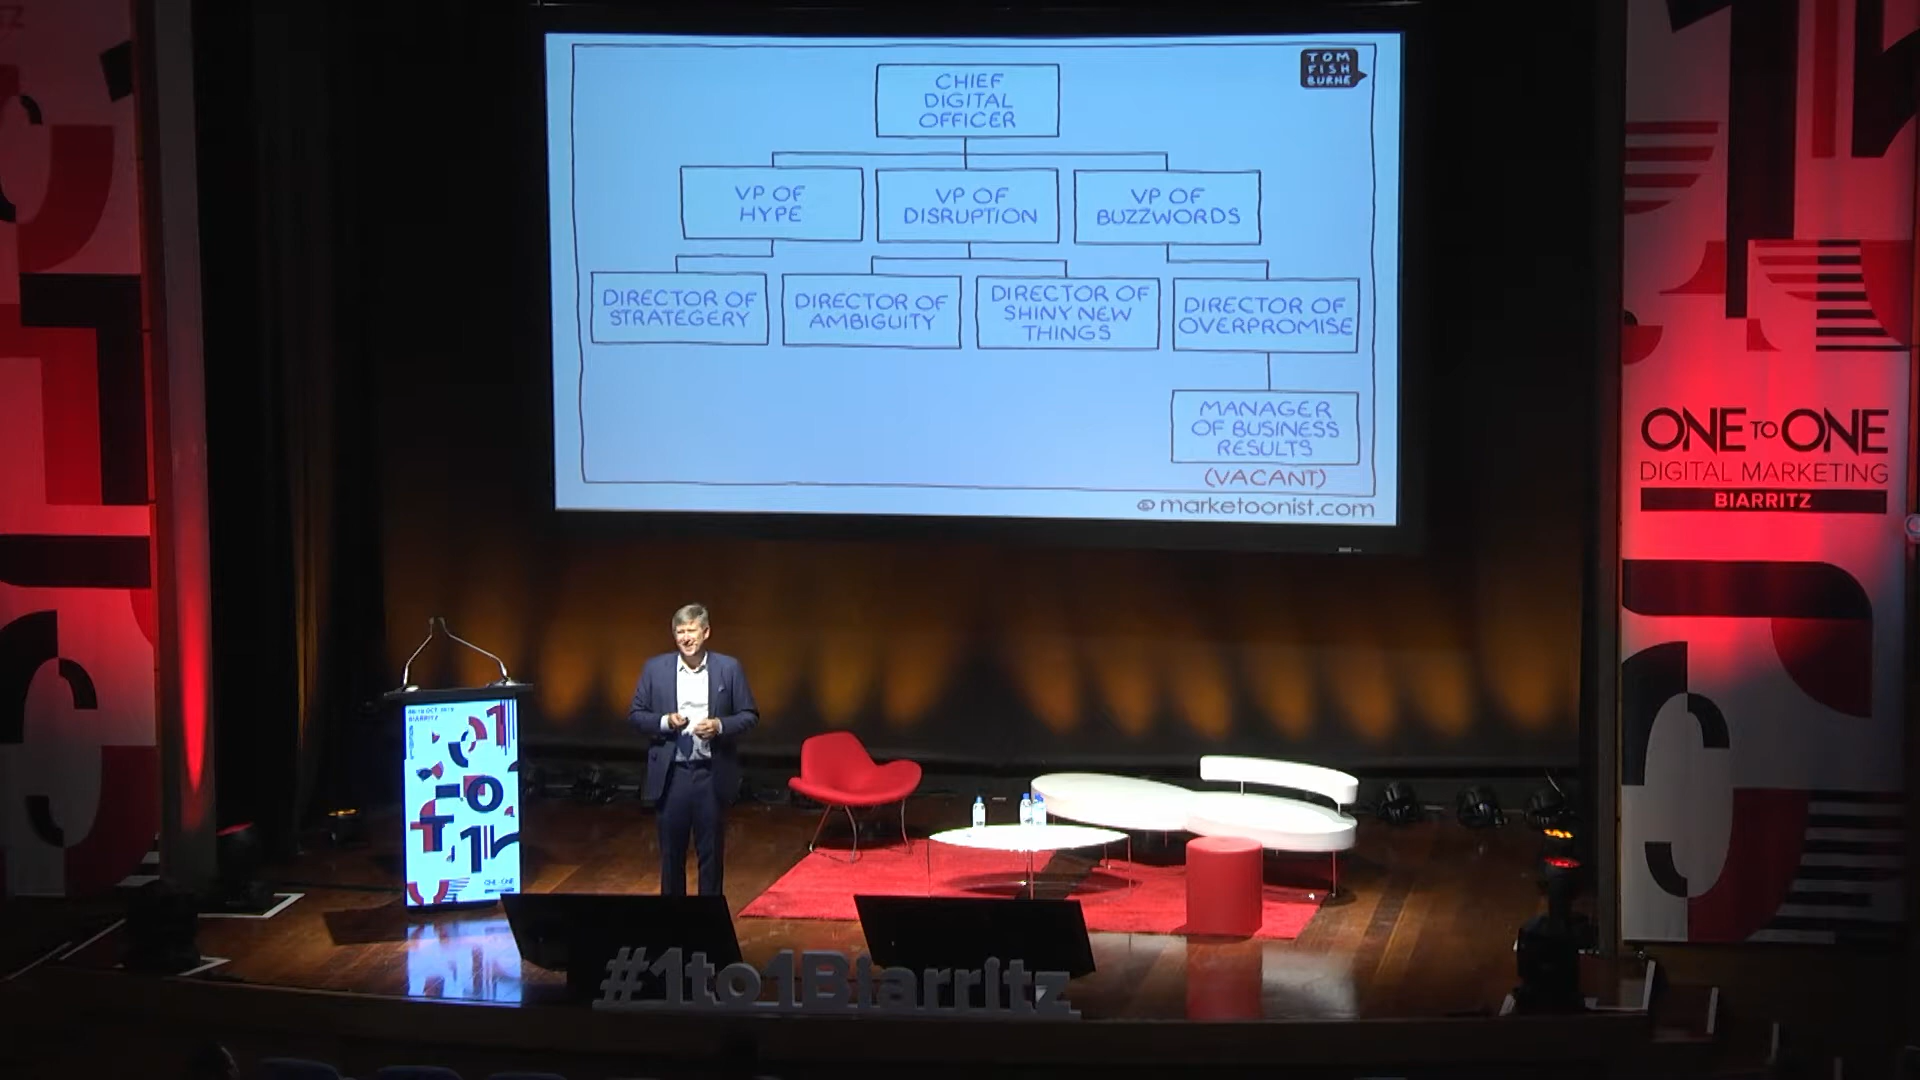 TOM
FISH
BURNE
CHIEF
DIGITAL
OFFICER
VP OF
HYPE
VP OF
DISRUPTION
VP OF
BUZZWORDS
DIRECTOR OF
STRATEGERY
DIRECTOR OF
AMBIGUITY
DIRECTOR OF
SHINY NEW
THINGS
DIRECTOR OF
OVERPROMISE
MANAGER
OF BUSINESS
RESULTS
(VACANT)
© marketoonist.com
ONE TO ONE
DIGITAL MARKETING
BIARRITZ
BIARRITZ
#1to1Biarritz